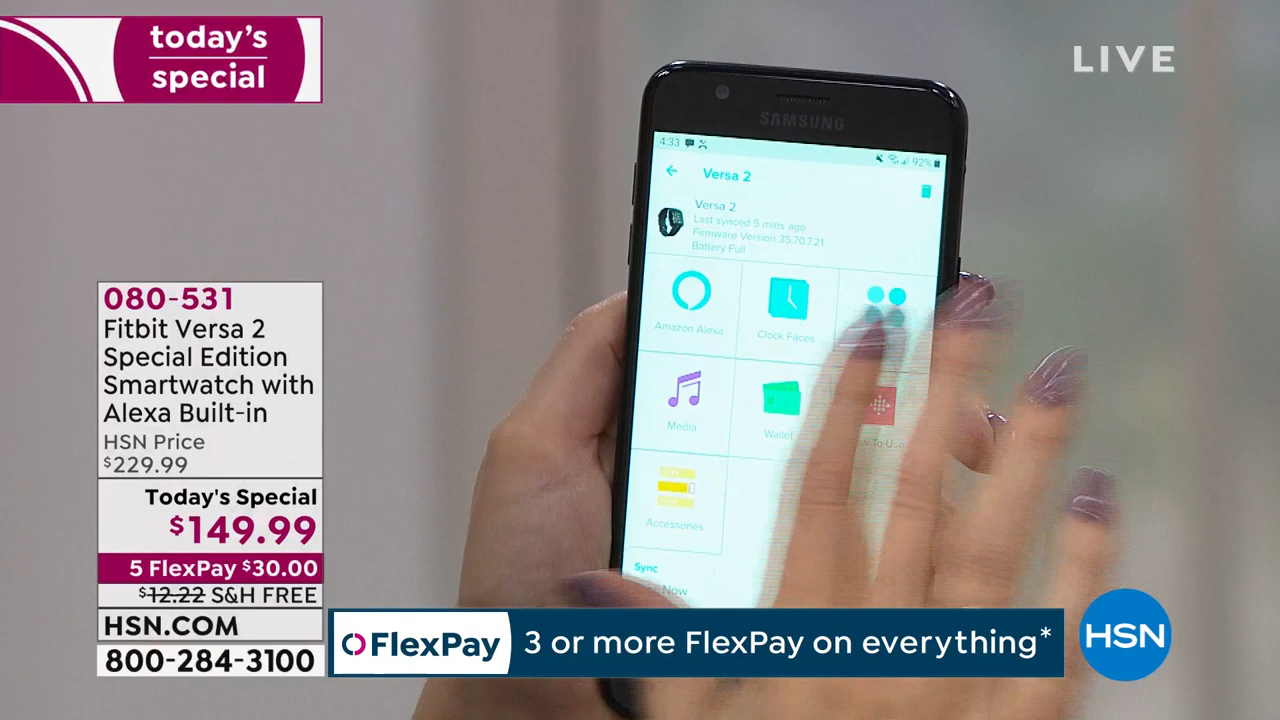 today's
special
LIVE
SAMSUNG
4:33
92%
Versa 2
Versa 2
Last synced 5 mins ago
Firmware Version 35.70.7.21
Battery Full
Amazon Alexa
Clock Faces
Media
Wallet
To Use
Accessories
Sync
Now
080-531
Fitbit Versa 2
Special Edition
Smartwatch with
Alexa Built-in
HSN Price
$229.99
Today's Special
$149.99
5 FlexPay $30.00
$12.22 S&H FREE
HSN.COM
800-284-3100
FlexPay
3 or more FlexPay on everything*
HSN